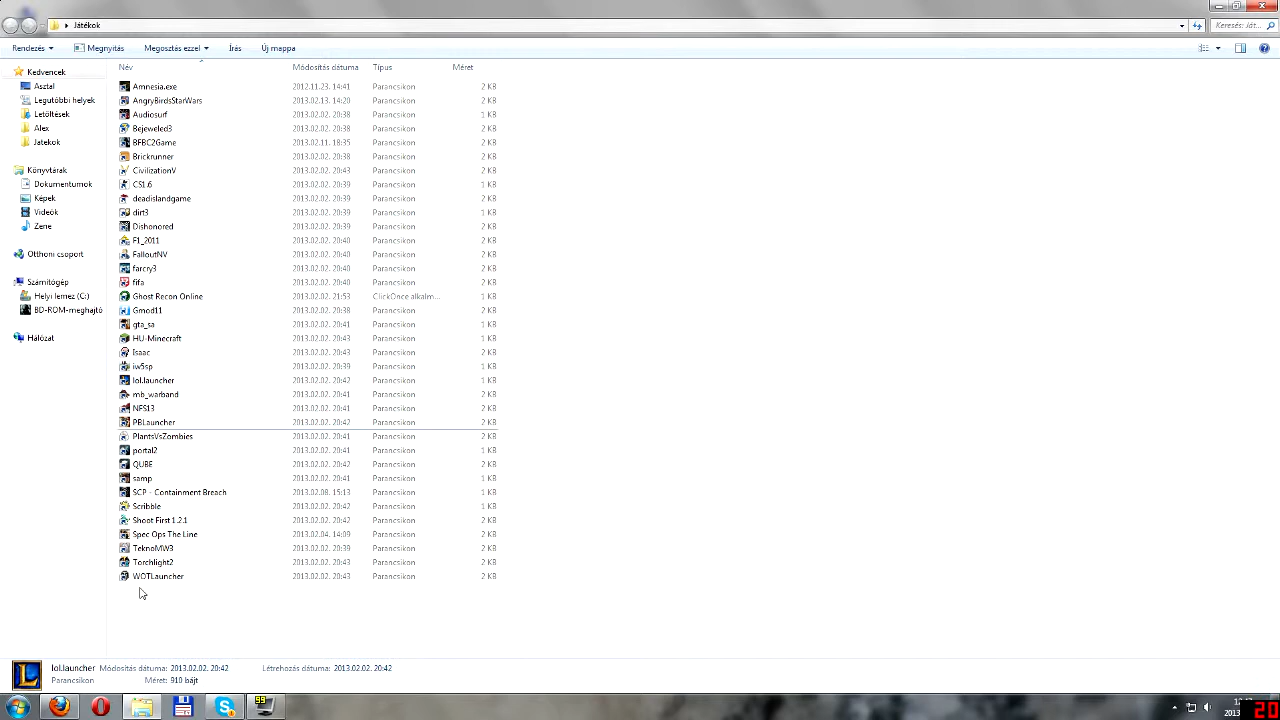 Játékok
Keresés: Ját...
Rendezés Megnyitás Megosztás ezzel Írás Új mappa
Név Módosítás dátuma Típus Méret
Kedvencek
Asztal
Legutóbbi helyek
Letöltések
Alex
Játékok
Könyvtárak
Dokumentumok
Képek
Videók
Zene
Otthoni csoport
Számítógép
Helyi lemez (C:)
BD-ROM-meghajtó
Hálózat
Amnesia.exe 2012.11.23. 14:41 Parancsikon 2 KB
AngryBirdsStarWars 2013.02.13. 14:20 Parancsikon 2 KB
Audiosurf 2013.02.02. 20:38 Parancsikon 1 KB
Bejeweled3 2013.02.02. 20:38 Parancsikon 2 KB
BFBC2Game 2013.02.11. 18:35 Parancsikon 2 KB
Brickrunner 2013.02.02. 20:38 Parancsikon 2 KB
CivilizationV 2013.02.02. 20:43 Parancsikon 2 KB
CS1.6 2013.02.02. 20:39 Parancsikon 1 KB
deadislandgame 2013.02.02. 20:39 Parancsikon 2 KB
dirt3 2013.02.02. 20:39 Parancsikon 1 KB
Dishonored 2013.02.02. 20:39 Parancsikon 2 KB
F1_2011 2013.02.02. 20:40 Parancsikon 2 KB
FalloutNV 2013.02.02. 20:40 Parancsikon 2 KB
farcry3 2013.02.02. 20:40 Parancsikon 2 KB
fifa 2013.02.02. 20:40 Parancsikon 2 KB
Ghost Recon Online 2013.02.02. 21:53 ClickOnce alkalm... 1 KB
Gmod11 2013.02.02. 20:38 Parancsikon 2 KB
gta_sa 2013.02.02. 20:41 Parancsikon 1 KB
HU-Minecraft 2013.02.02. 20:43 Parancsikon 1 KB
Isaac 2013.02.02. 20:43 Parancsikon 1 KB
iw5sp 2013.02.02. 20:39 Parancsikon 1 KB
lol.launcher 2013.02.02. 20:42 Parancsikon 1 KB
mb_warband 2013.02.02. 20:41 Parancsikon 2 KB
NFS13 2013.02.02. 20:41 Parancsikon 1 KB
PBLauncher 2013.02.02. 20:42 Parancsikon 2 KB
PlantsVsZombies 2013.02.02. 20:41 Parancsikon 2 KB
portal2 2013.02.02. 20:41 Parancsikon 1 KB
QUBE 2013.02.02. 20:42 Parancsikon 2 KB
samp 2013.02.02. 20:41 Parancsikon 1 KB
SCP - Containment Breach 2013.02.08. 15:13 Parancsikon 1 KB
Scribble 2013.02.02. 20:42 Parancsikon 1 KB
Shoot First 1.2.1 2013.02.02. 20:42 Parancsikon 2 KB
Spec Ops The Line 2013.02.04. 14:09 Parancsikon 2 KB
TeknoMW3 2013.02.02. 20:39 Parancsikon 2 KB
Torchlight2 2013.02.02. 20:43 Parancsikon 1 KB
WOTLauncher 2013.02.02. 20:43 Parancsikon 2 KB
lol.launcher Módosítás dátuma: 2013.02.02. 20:42 Létrehozás dátuma: 2013.02.02. 20:42
Parancsikon Méret: 910 bájt
99
20